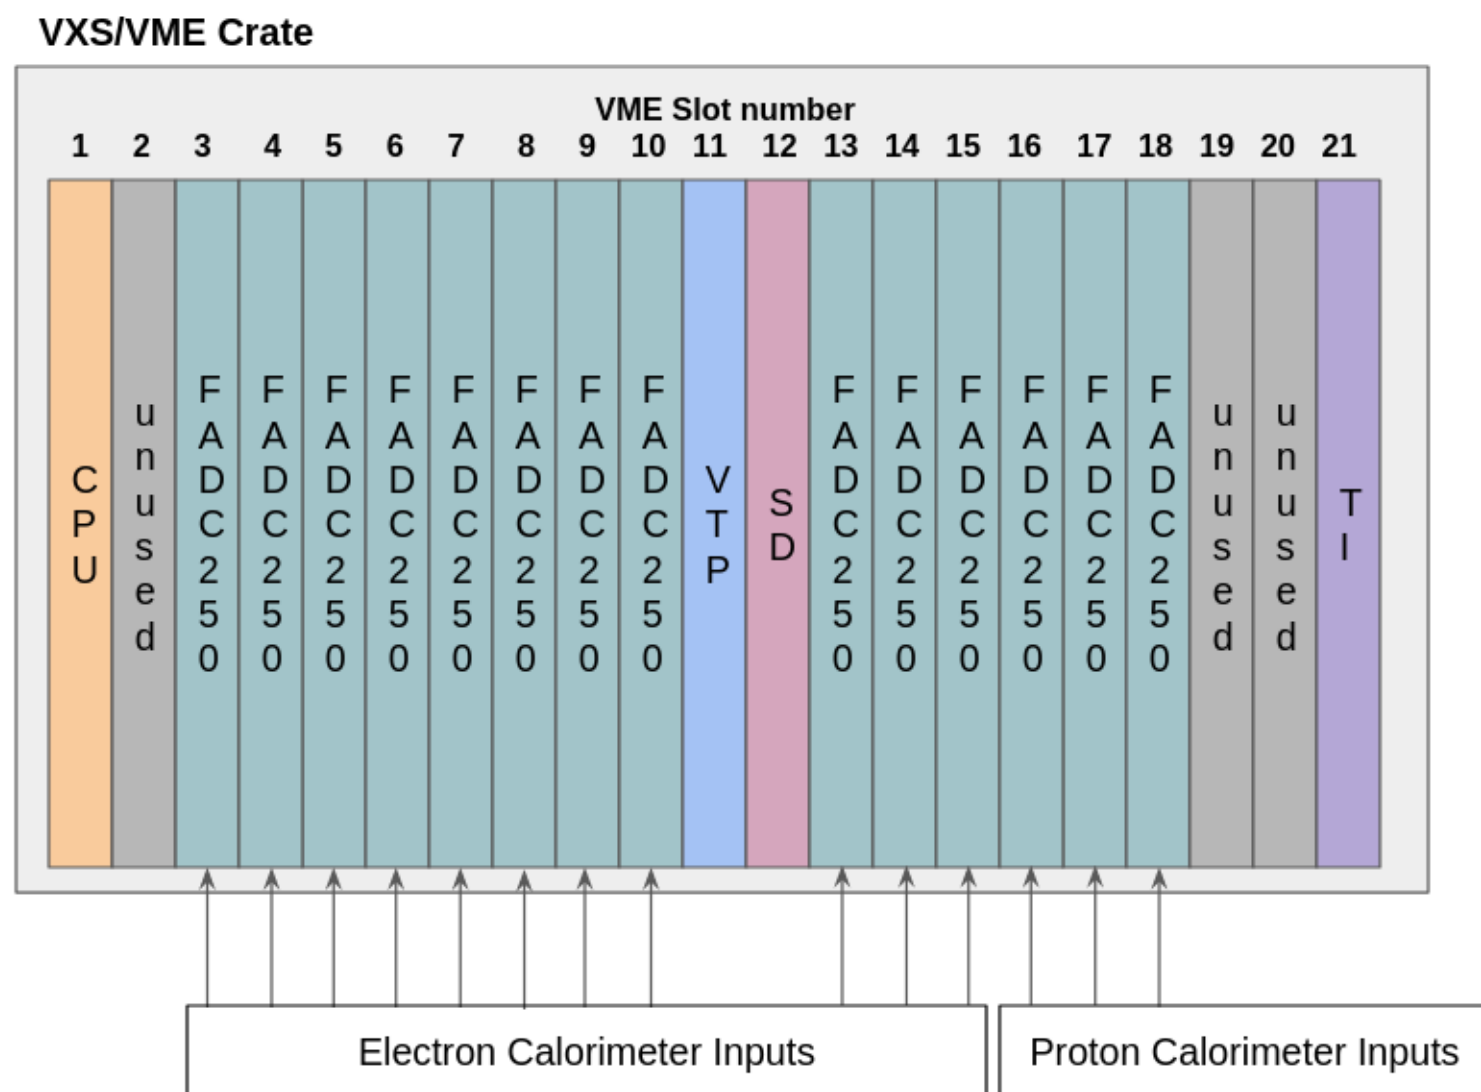 VXS/VME Crate
VME Slot number
1 2 3 4 5 6 7 8 9 10 11 12 13 14 15 16 17 18 19 20 21
CPU
unused
FADC250
FADC250
FADC250
FADC250
FADC250
FADC250
FADC250
FADC250
VTP
SD
FADC250
FADC250
FADC250
FADC250
FADC250
FADC250
unused
unused
TI
Electron Calorimeter Inputs
Proton Calorimeter Inputs